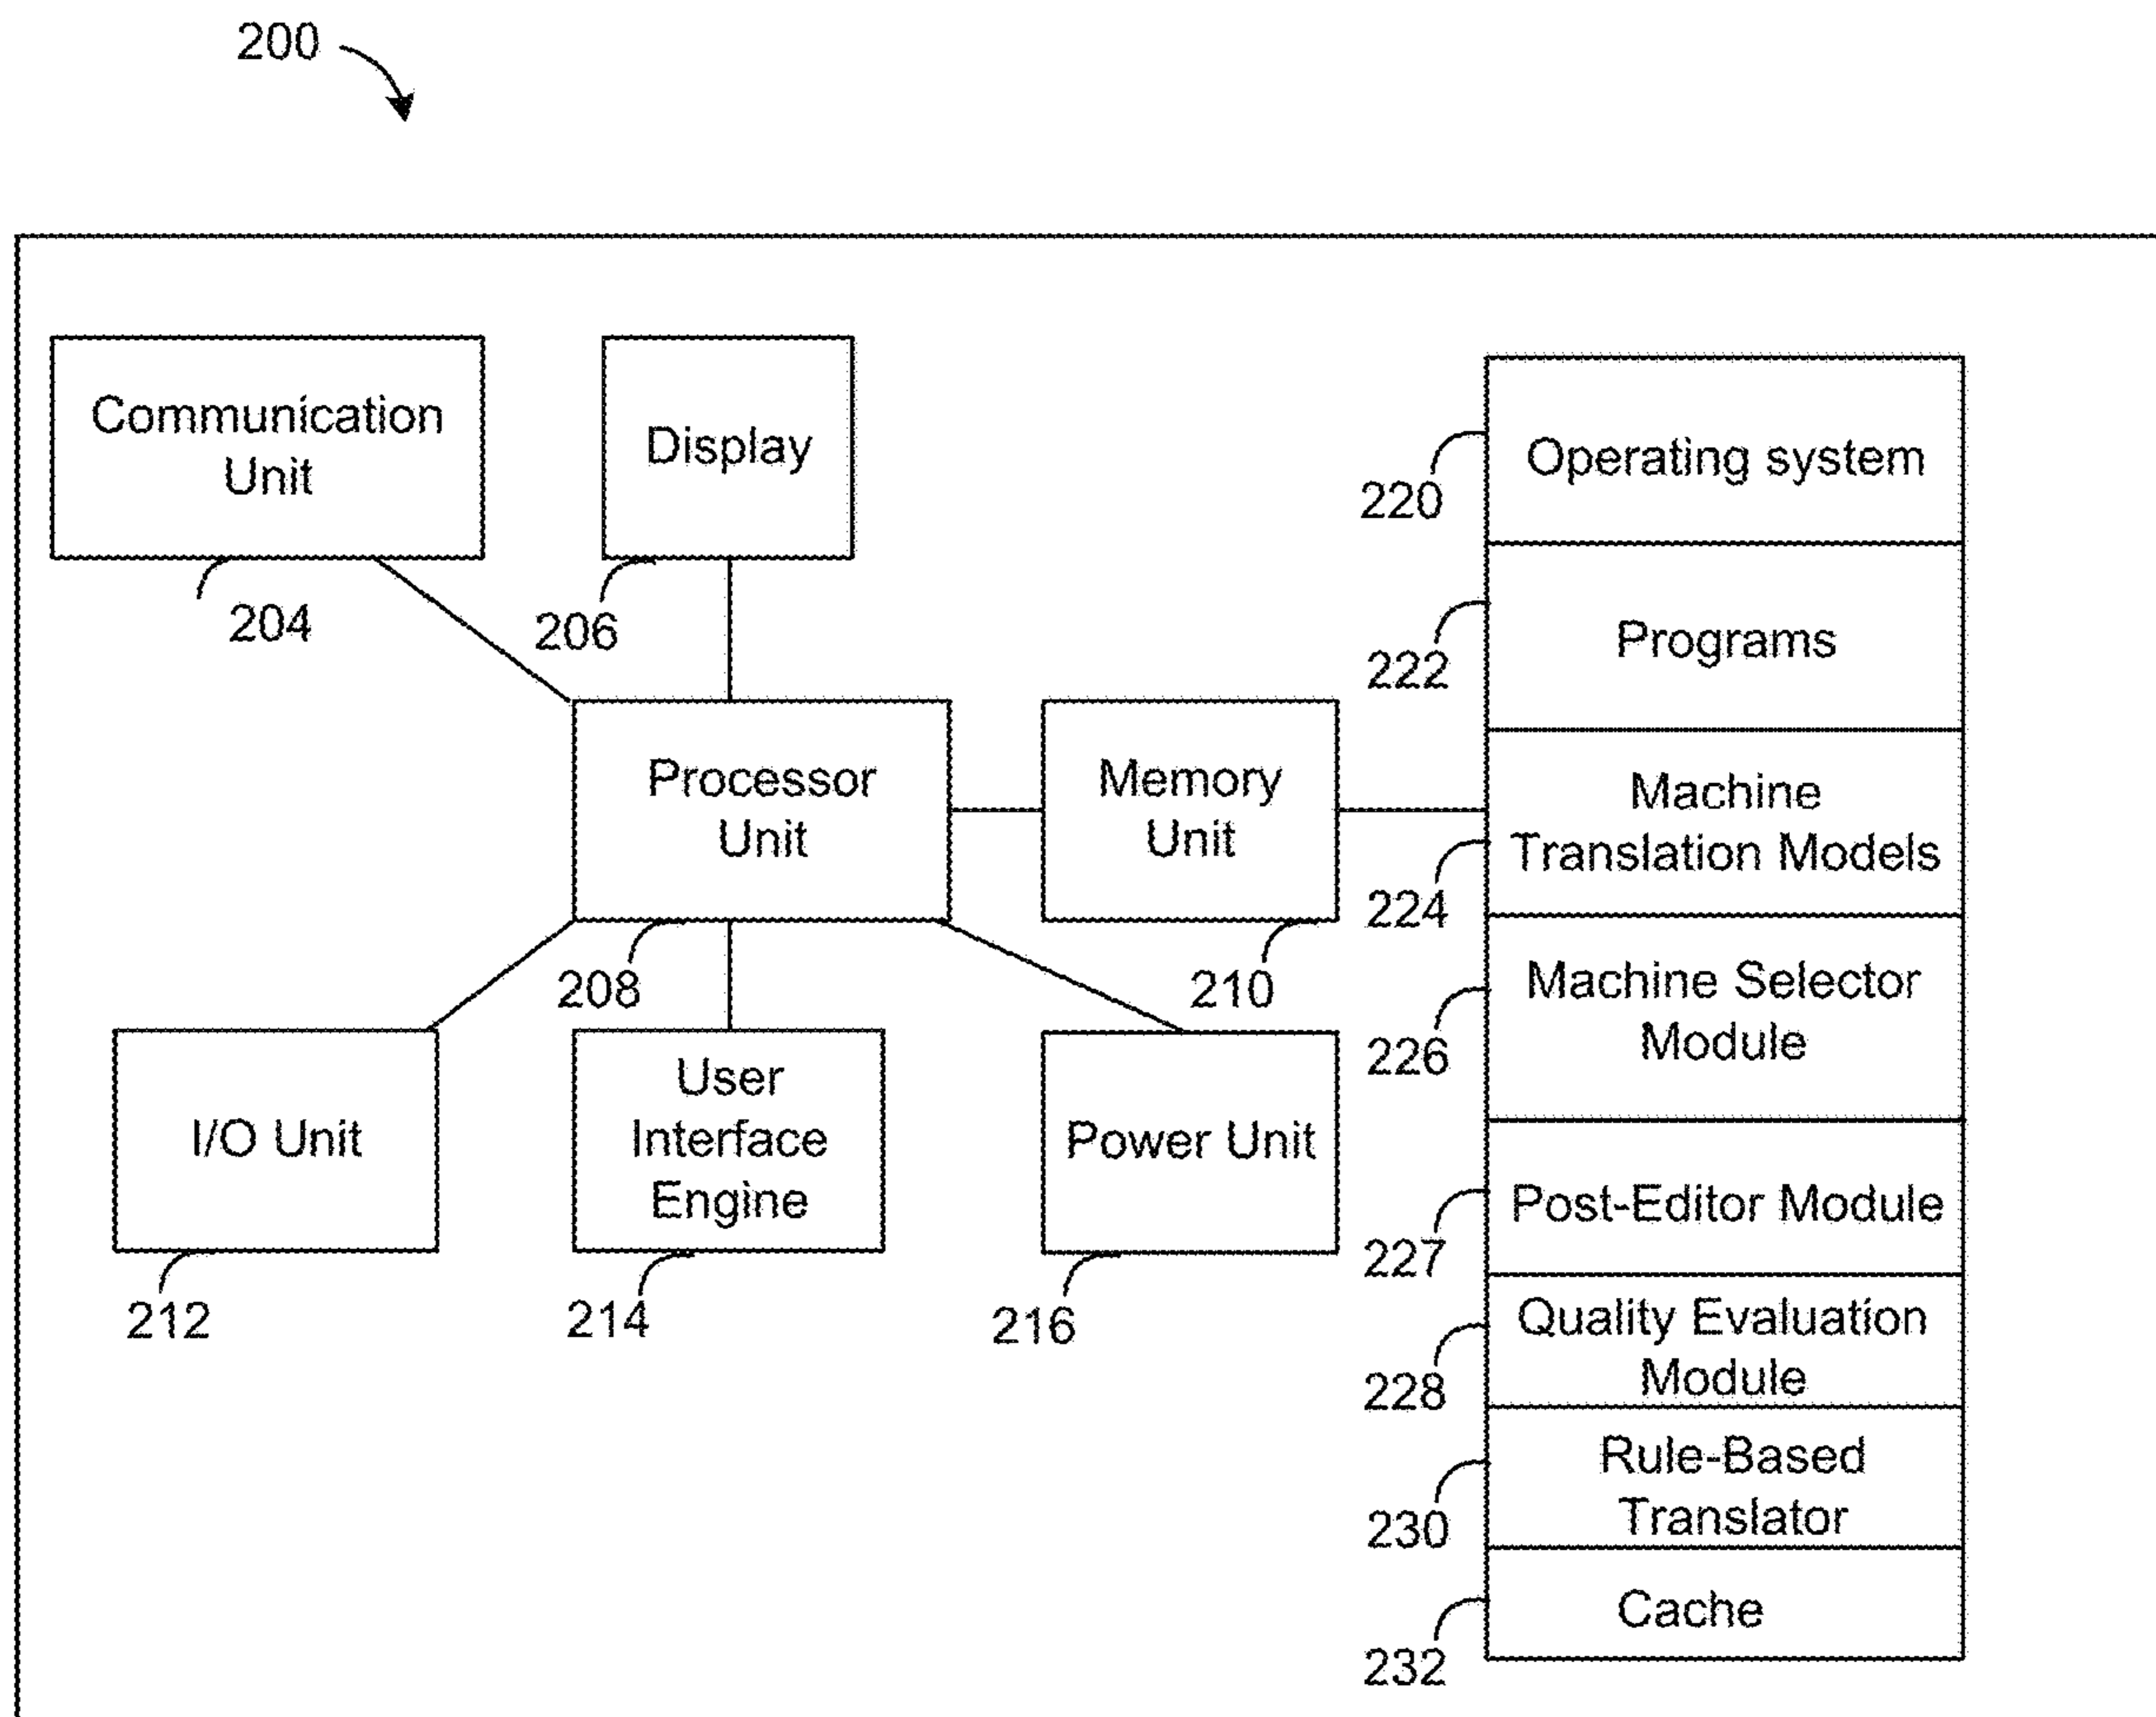 200
Communication
Unit
204
Display
206
Processor
Unit
208
Memory
Unit
210
I/O Unit
212
User
Interface
Engine
214
Power Unit
216
Operating system
220
Programs
222
Machine
Translation Models
224
Machine Selector
Module
226
Post-Editor Module
227
Quality Evaluation
Module
228
Rule-Based
Translator
230
Cache
232